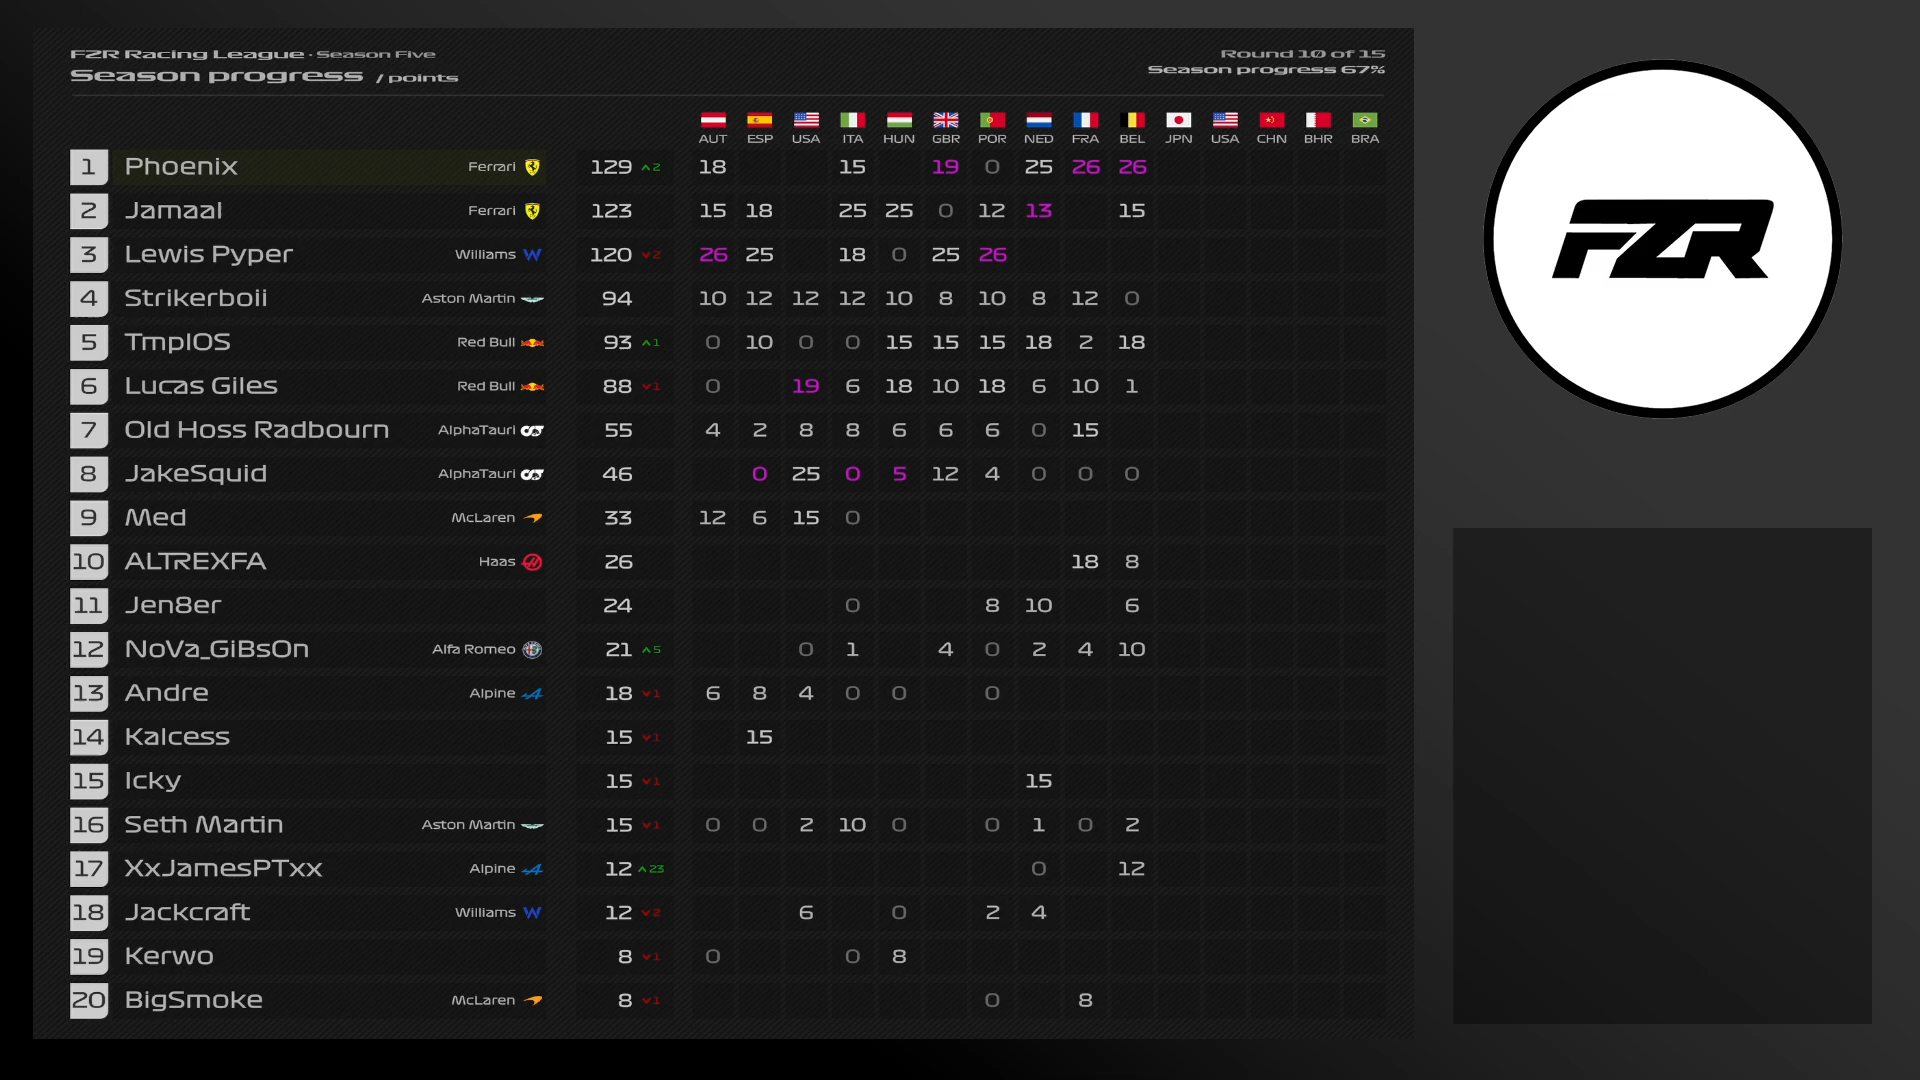 FZR Racing League · Season Five
Season progress / points
Round 10 of 15
Season progress 67%
AUT ESP USA ITA HUN GBR POR NED FRA BEL JPN USA CHN BHR BRA
1 Phoenix Ferrari 129 2 18 15 19 0 25 26 26
2 Jamaal Ferrari 123 15 18 25 25 0 12 13 15
3 Lewis Pyper Williams 120 2 26 25 18 0 25 26
4 Strikerboii Aston Martin 94 10 12 12 12 10 8 10 8 12 0
5 TmplOS Red Bull 93 1 0 10 0 0 15 15 15 18 2 18
6 Lucas Giles Red Bull 88 1 0 19 6 18 10 18 6 10 1
7 Old Hoss Radbourn AlphaTauri 55 4 2 8 8 6 6 6 0 15
8 JakeSquid AlphaTauri 46 0 25 0 5 12 4 0 0 0
9 Med McLaren 33 12 6 15 0
10 ALTREXFA Haas 26 18 8
11 Jen8er 24 0 8 10 6
12 NoVa_GiBsOn Alfa Romeo 21 5 0 1 4 0 2 4 10
13 Andre Alpine 18 1 6 8 4 0 0 0
14 Kalcess 15 1 15
15 Icky 15 1 15
16 Seth Martin Aston Martin 15 1 0 0 2 10 0 0 1 0 2
17 XxJamesPTxx Alpine 12 23 0 12
18 Jackcraft Williams 12 2 6 0 2 4
19 Kerwo 8 1 0 0 8
20 BigSmoke McLaren 8 1 0 8
FZR